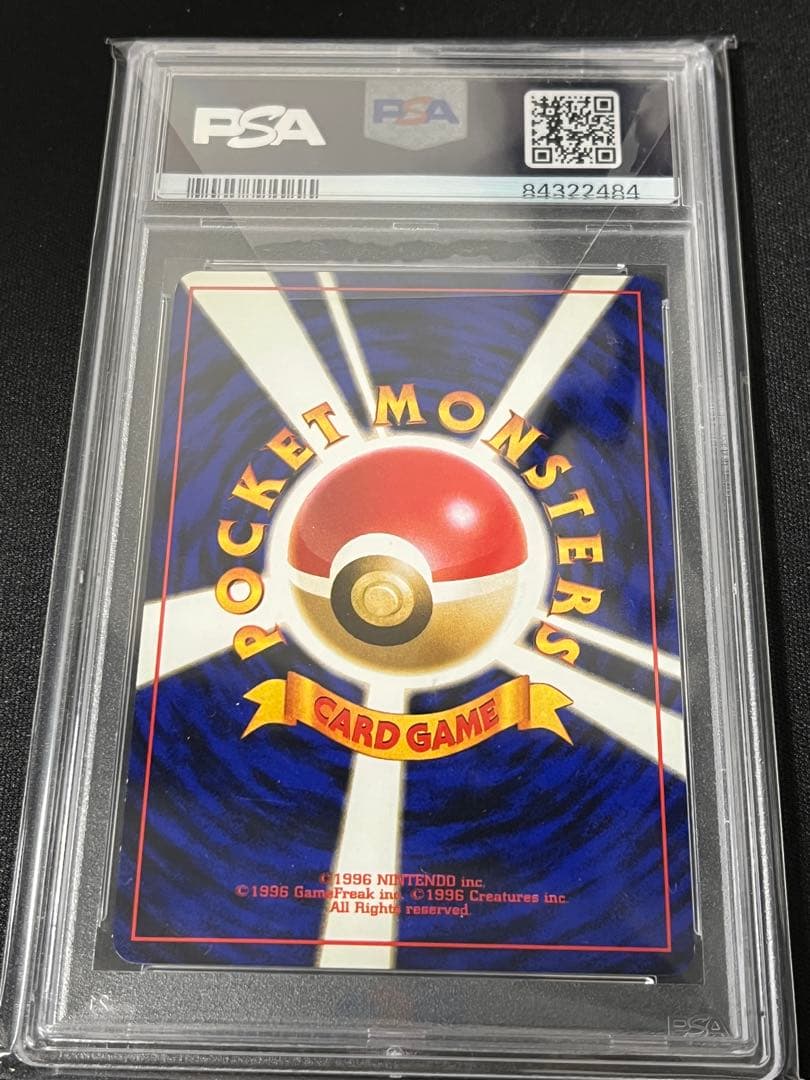 PSA
PSA
84322484
POCKET MONSTERS
CARD GAME
©1996 NINTENDO inc.
©1996 GameFreak inc. ©1996 Creatures inc.
All Rights reserved.
PSA